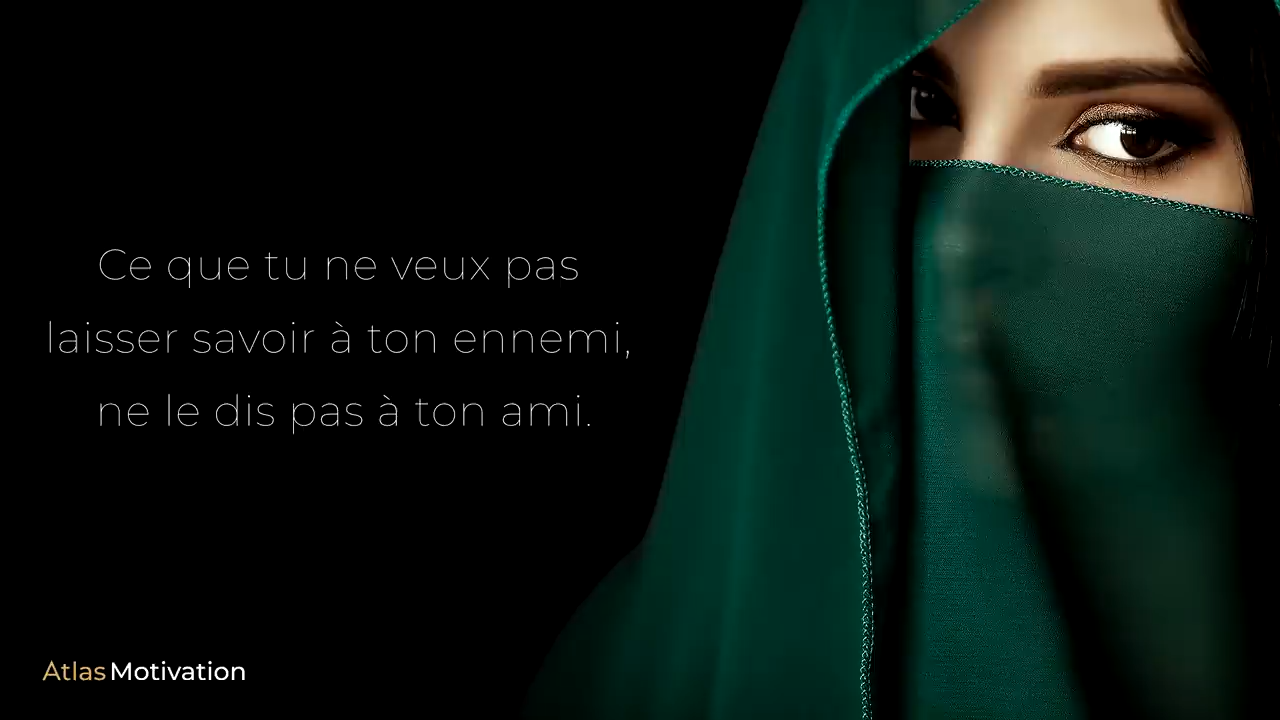 Ce que tu ne veux pas
laisser savoir à ton ennemi,
ne le dis pas à ton ami.
Atlas Motivation